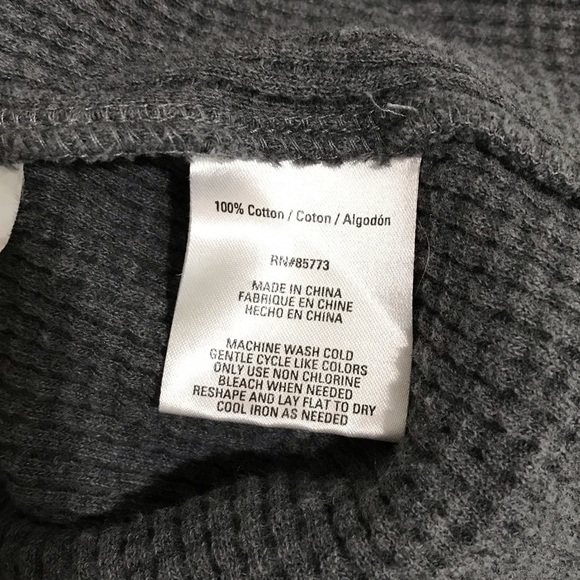 100% Cotton / Coton / Algodón
RN#85773
MADE IN CHINA
FABRIQUE EN CHINE
HECHO EN CHINA
MACHINE WASH COLD
GENTLE CYCLE LIKE COLORS
ONLY USE NON CHLORINE
BLEACH WHEN NEEDED
RESHAPE AND LAY FLAT TO DRY
COOL IRON AS NEEDED